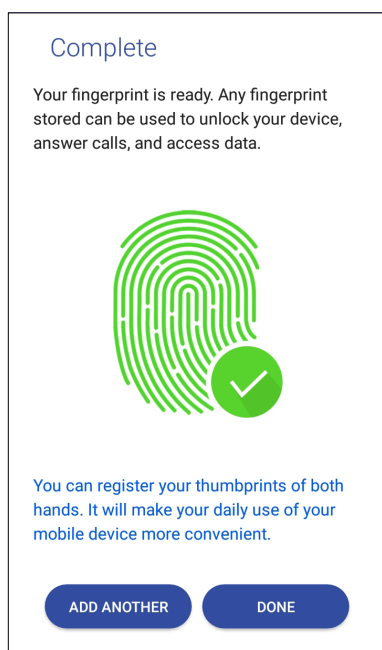 Complete
Your fingerprint is ready. Any fingerprint
stored can be used to unlock your device,
answer calls, and access data.
You can register your thumbprints of both
hands. It will make your daily use of your
mobile device more convenient.
ADD ANOTHER
DONE